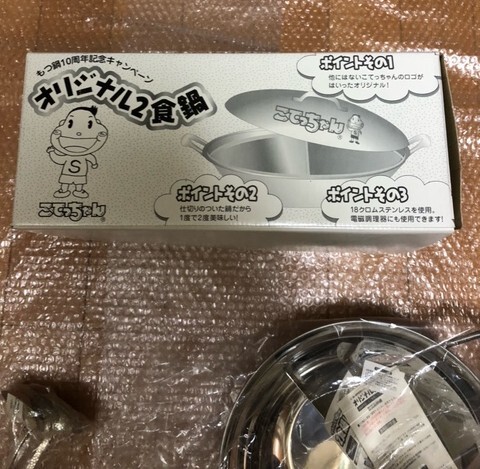 もつ鍋10周年記念キャンペーン
オリジナル2食鍋
S
こてっちゃん
ポイントその1
他にはないこてっちゃんのロゴが
はいったオリジナル!
こてっちゃん
ポイントその2
仕切りのついた鍋だから
1度で2度美味しい!
ポイントその3
18クロムステンレスを使用。
電磁調理器にも使用できます!